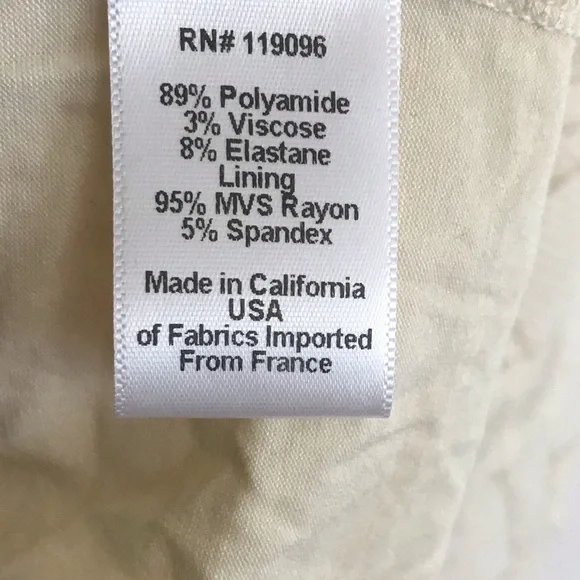 RN# 119096
89% Polyamide
3% Viscose
8% Elastane
Lining
95% MVS Rayon
5% Spandex
Made in California
USA
of Fabrics Imported
From France